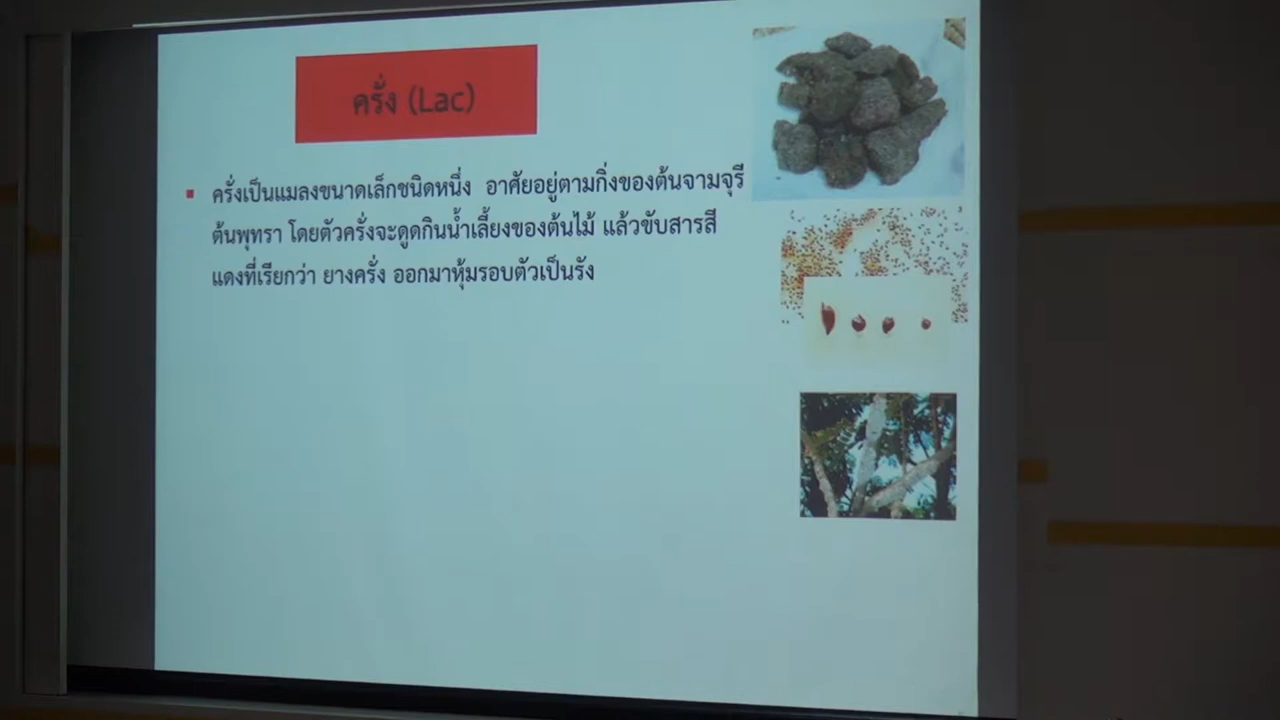 ครั่ง (Lac)
ครั่งเป็นแมลงขนาดเล็กชนิดหนึ่ง อาศัยอยู่ตามกิ่งของต้นจามจุรี
ต้นพุทรา โดยตัวครั่งจะดูดกินน้ำเลี้ยงของต้นไม้ แล้วขับสารสี
แดงที่เรียกว่า ยางครั่ง ออกมาหุ้มรอบตัวเป็นรัง